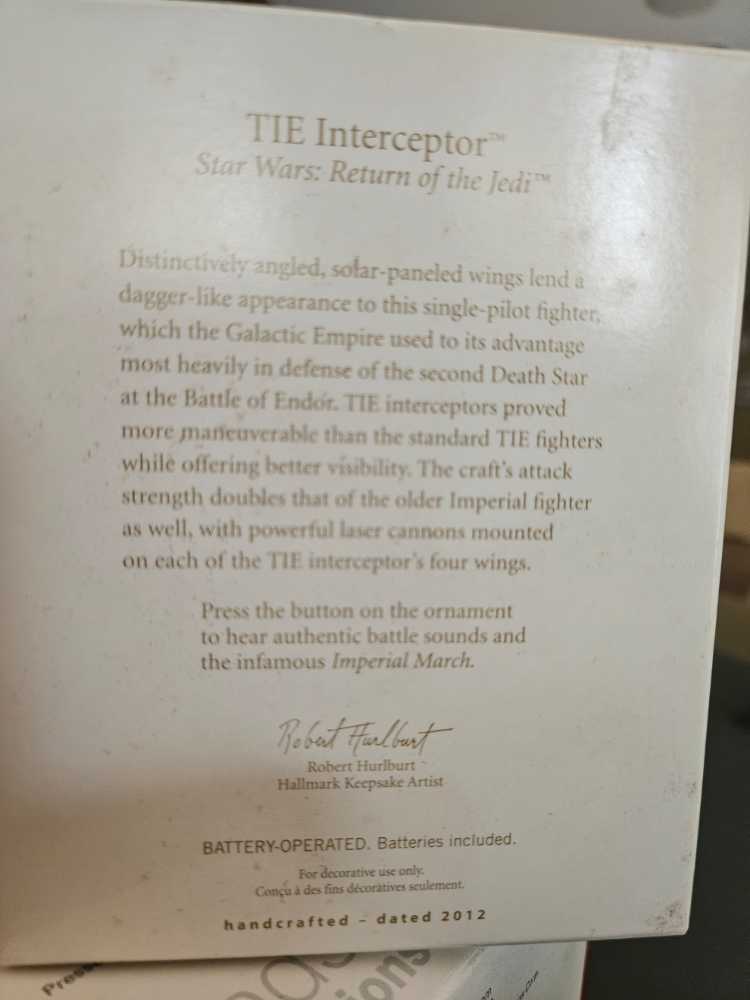 TIE Interceptor™
Star Wars: Return of the Jedi™
Distinctively angled, solar-paneled wings lend a
dagger-like appearance to this single-pilot fighter,
which the Galactic Empire used to its advantage
most heavily in defense of the second Death Star
at the Battle of Endor. TIE interceptors proved
more maneuverable than the standard TIE fighters
while offering better visibility. The craft's attack
strength doubles that of the older Imperial fighter
as well, with powerful laser cannons mounted
on each of the TIE interceptor's four wings.
Press the button on the ornament
to hear authentic battle sounds and
the infamous Imperial March.
Robert Hurlburt
Robert Hurlburt
Hallmark Keepsake Artist
BATTERY-OPERATED. Batteries included.
For decorative use only.
Conçu à des fins décoratives seulement.
handcrafted – dated 2012